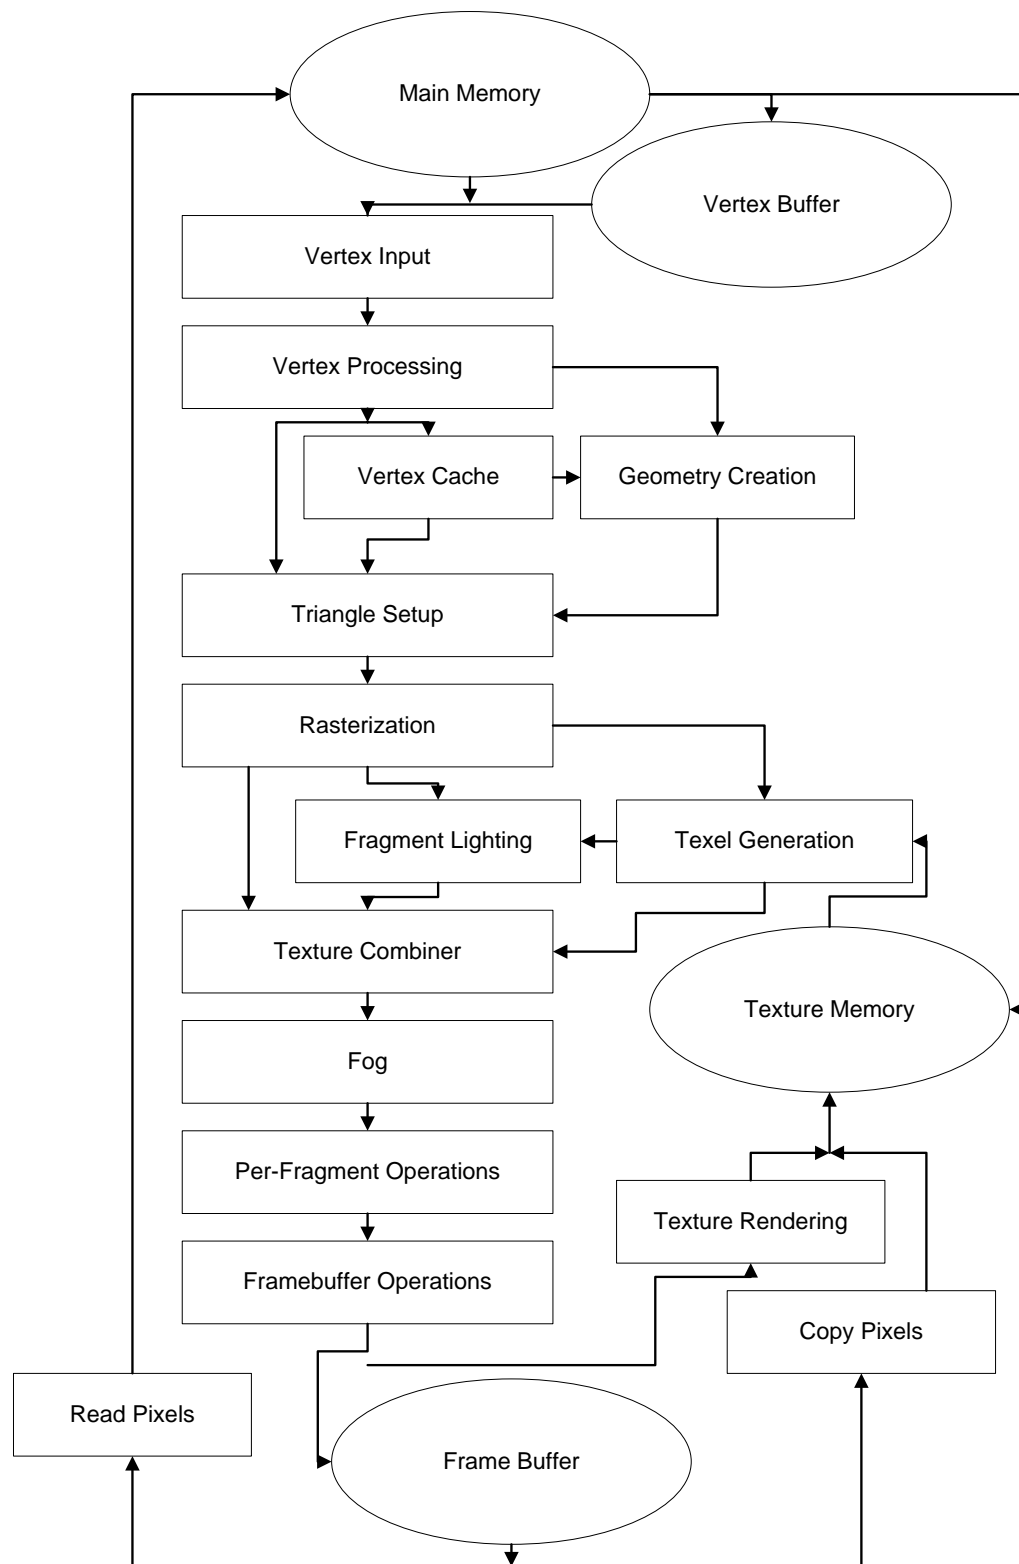 Main Memory
Vertex Buffer
Vertex Input
Vertex Processing
Vertex Cache
Geometry Creation
Triangle Setup
Rasterization
Fragment Lighting
Texel Generation
Texture Combiner
Texture Memory
Fog
Per-Fragment Operations
Texture Rendering
Framebuffer Operations
Copy Pixels
Read Pixels
Frame Buffer